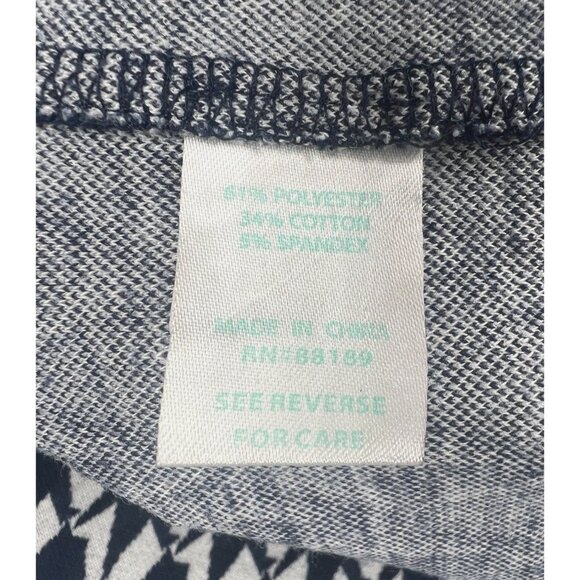 61% POLYESTER
34% COTTON
5% SPANDEX
MADE IN CHINA
RN#88189
SEE REVERSE
FOR CARE